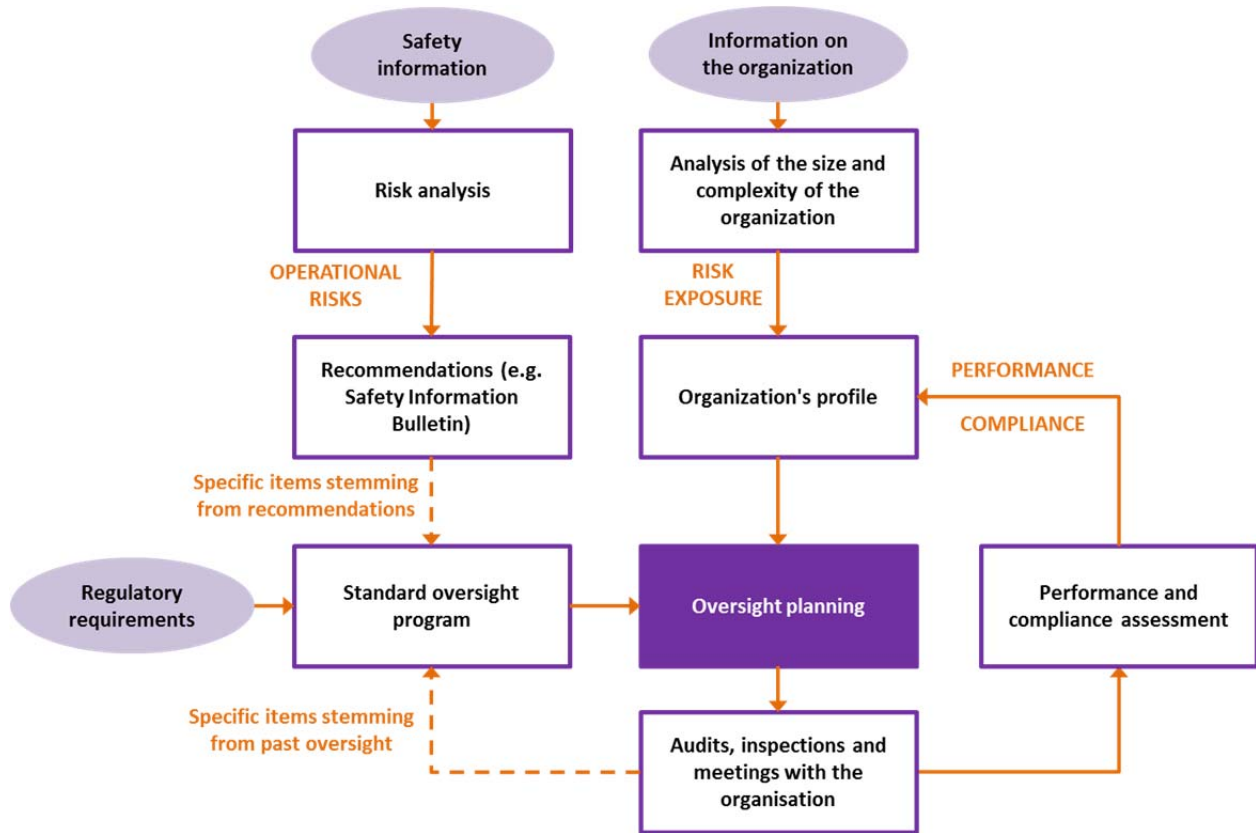 Safety
information
Information on
the organization
Risk analysis
Analysis of the size and
complexity of the
organization
OPERATIONAL
RISKS
RISK
EXPOSURE
Recommendations (e.g.
Safety Information
Bulletin)
Organization's profile
PERFORMANCE
COMPLIANCE
Specific items stemming
from recommendations
Regulatory
requirements
Standard oversight
program
Oversight planning
Performance and
compliance assessment
Specific items stemming
from past oversight
Audits, inspections and
meetings with the
organisation